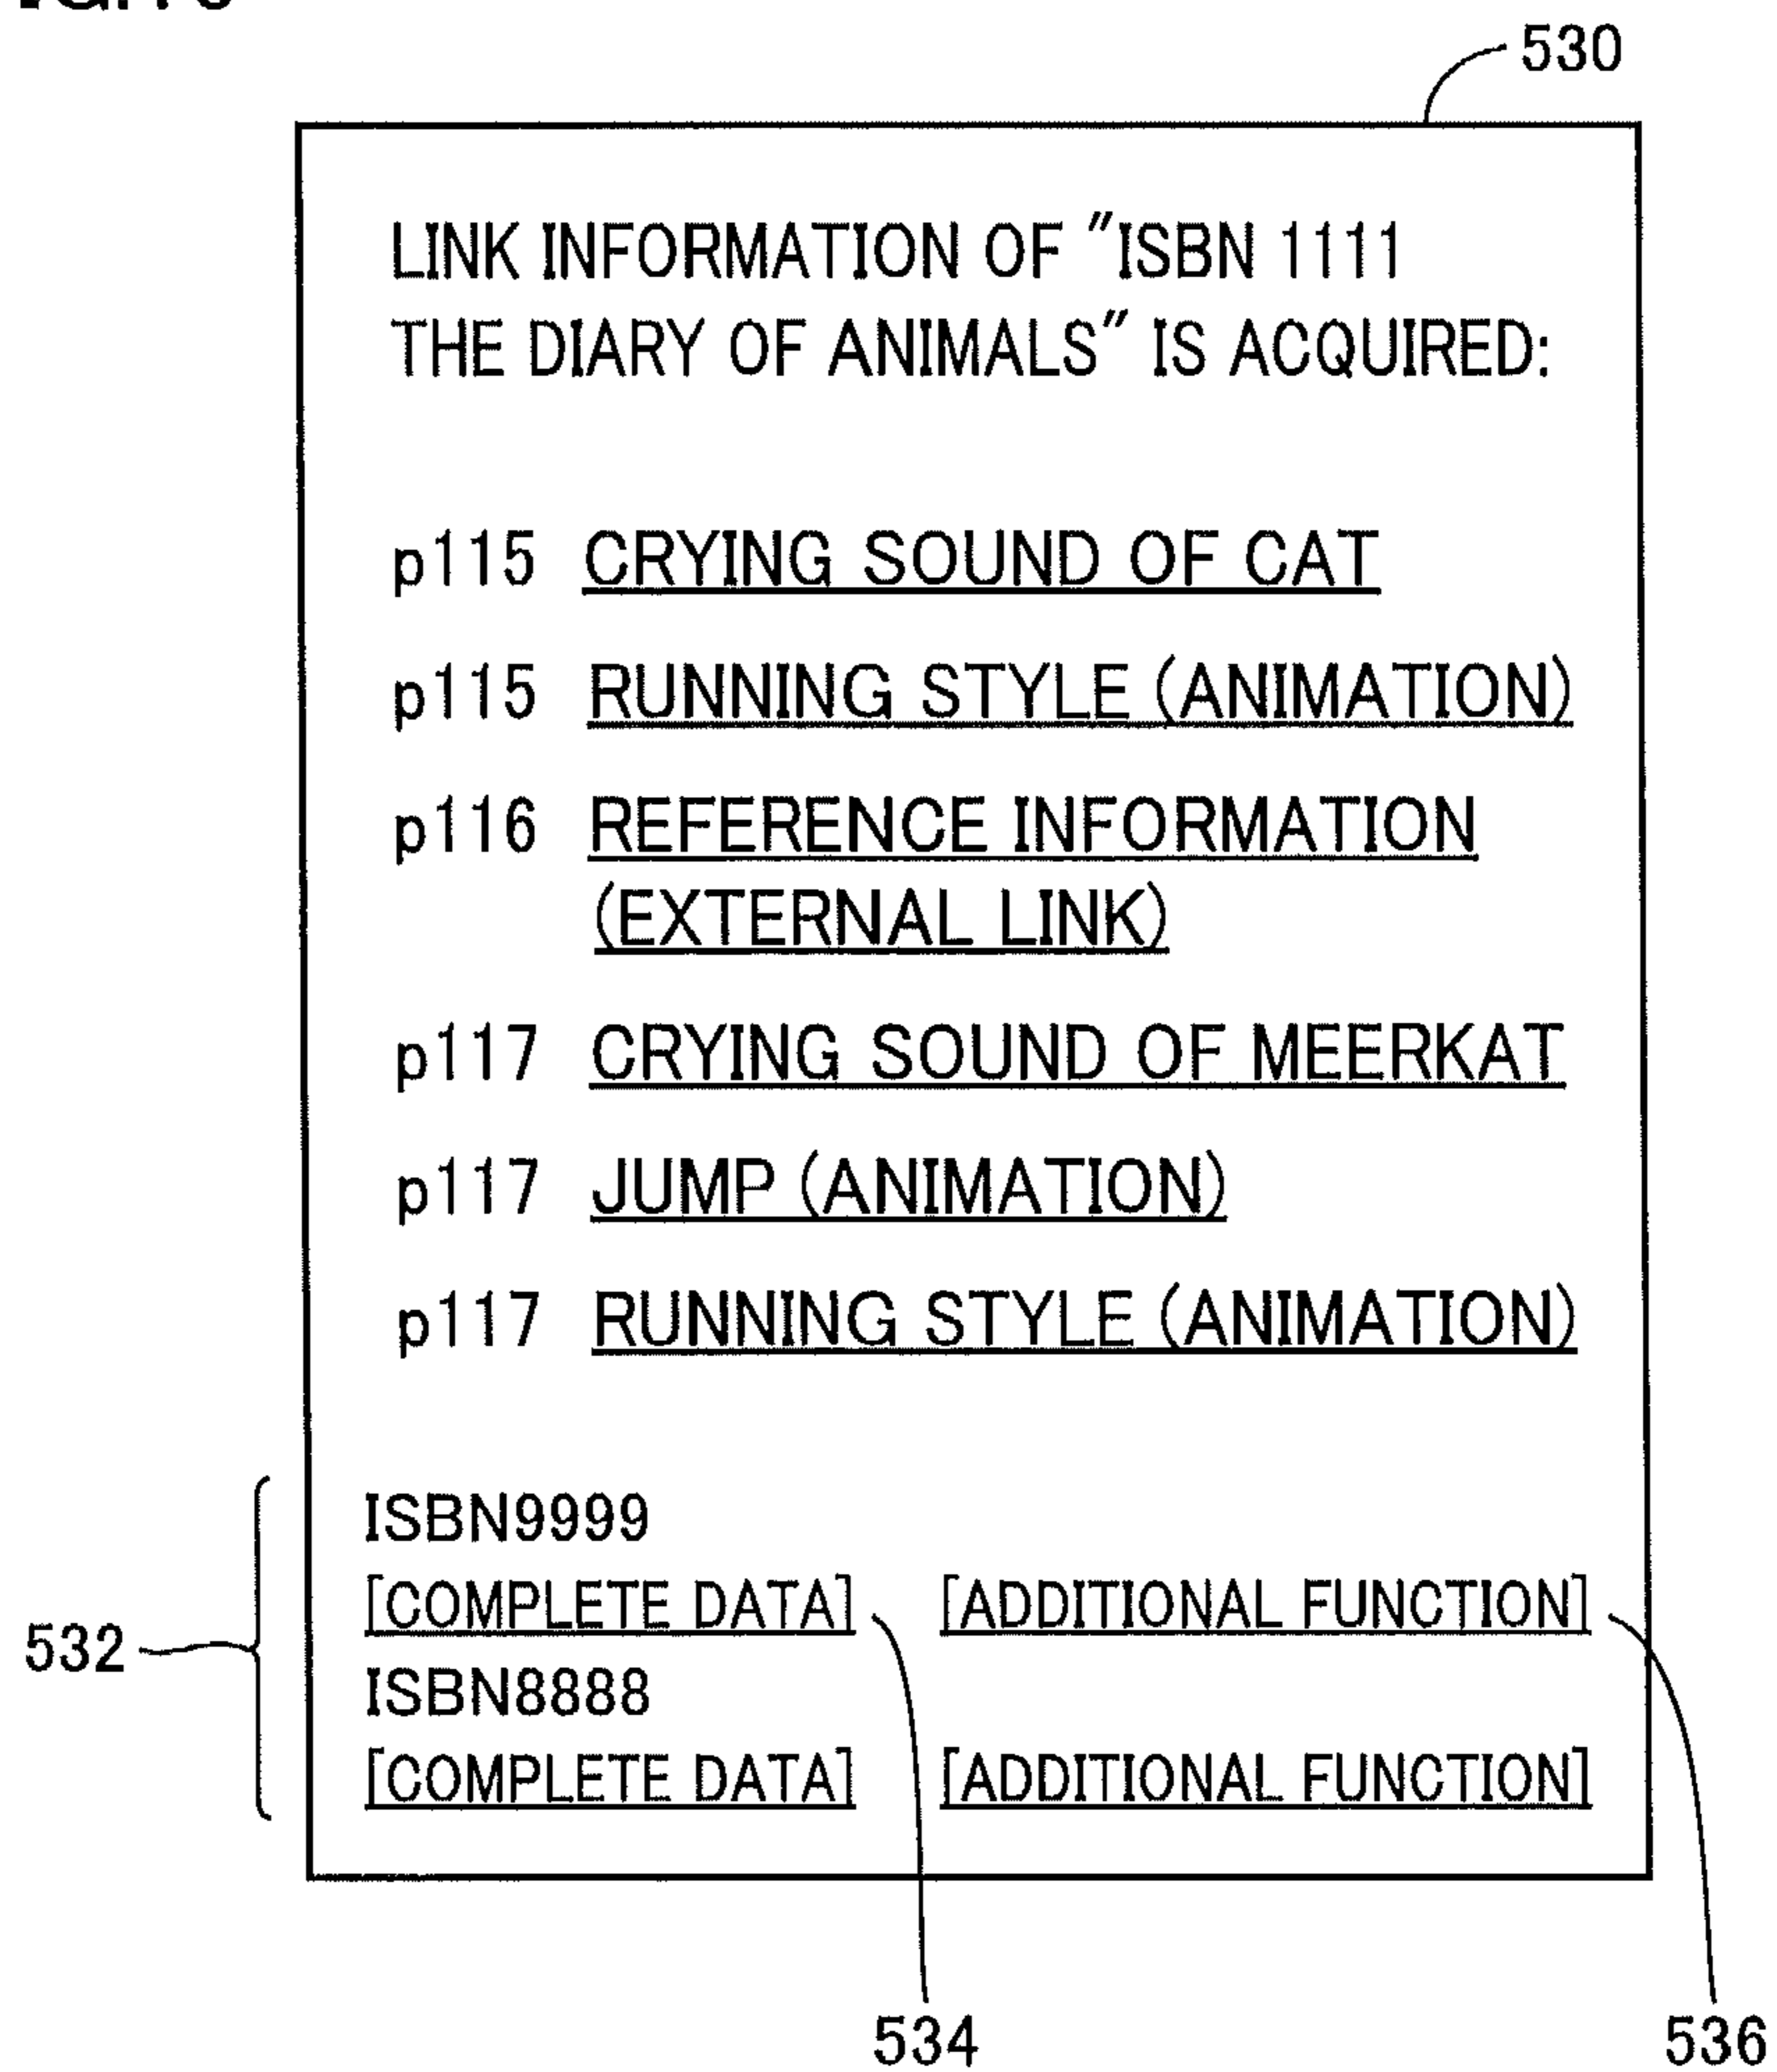 530
LINK INFORMATION OF "ISBN 1111
THE DIARY OF ANIMALS" IS ACQUIRED:
p115 CRYING SOUND OF CAT
p115 RUNNING STYLE (ANIMATION)
p116 REFERENCE INFORMATION
(EXTERNAL LINK)
p117 CRYING SOUND OF MEERKAT
p117 JUMP (ANIMATION)
p117 RUNNING STYLE (ANIMATION)
ISBN9999
[COMPLETE DATA] [ADDITIONAL FUNCTION]
532
ISBN8888
[COMPLETE DATA] [ADDITIONAL FUNCTION]
534 536